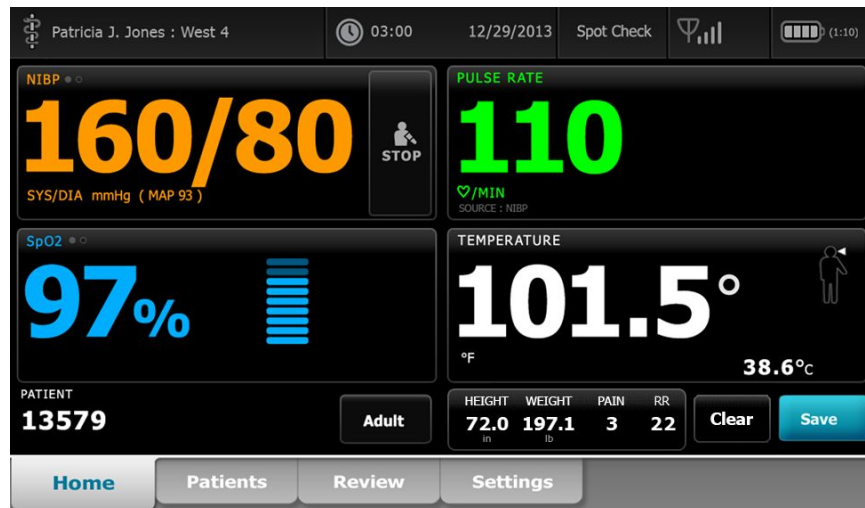 Patricia J. Jones : West 4
03:00
12/29/2013
Spot Check
(1:10)
NIBP
160/80
STOP
SYS/DIA mmHg ( MAP 93 )
PULSE RATE
110
♡/MIN
SOURCE : NIBP
SpO2
97%
TEMPERATURE
101.5°
°F
38.6°C
PATIENT
13579
Adult
HEIGHT WEIGHT PAIN RR
72.0 197.1 3 22
in lb
Clear
Save
Home
Patients
Review
Settings